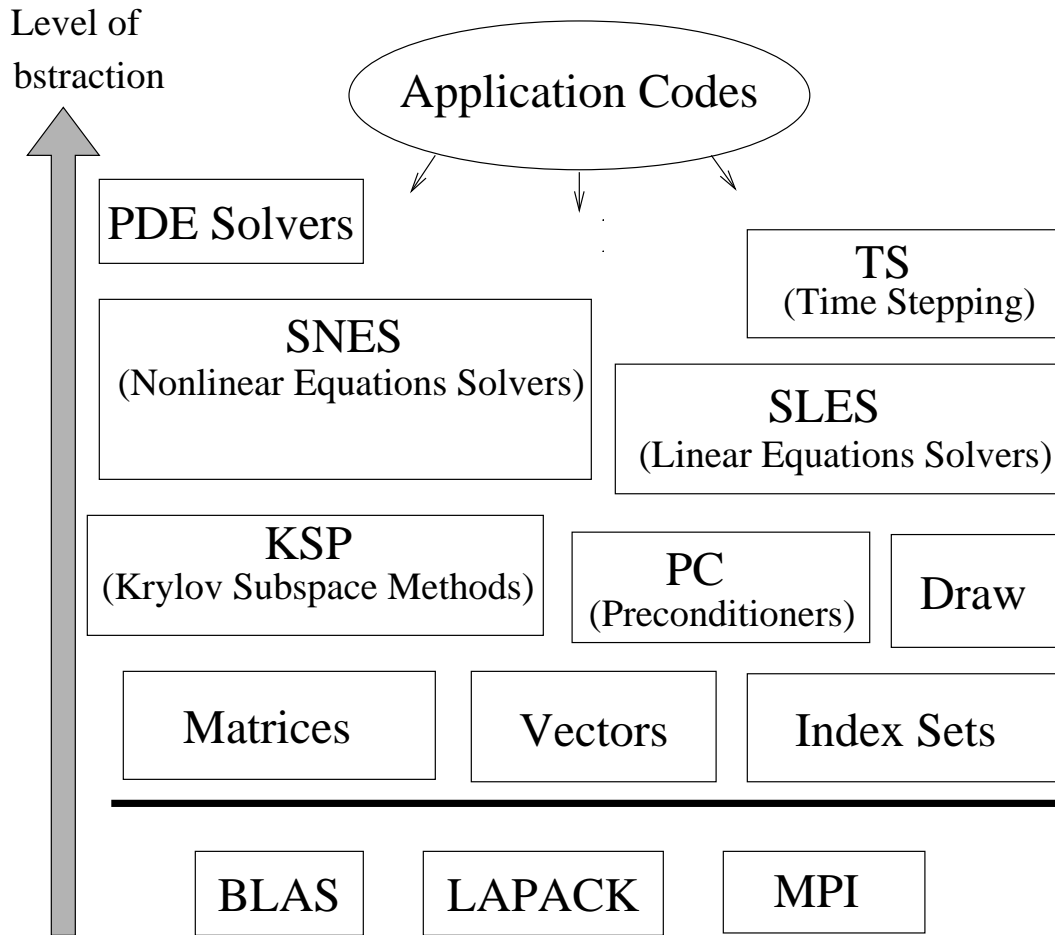 Level of
bstraction
Application Codes
PDE Solvers
TS
(Time Stepping)
SNES
(Nonlinear Equations Solvers)
SLES
(Linear Equations Solvers)
KSP
(Krylov Subspace Methods)
PC
(Preconditioners)
Draw
Matrices
Vectors
Index Sets
BLAS
LAPACK
MPI